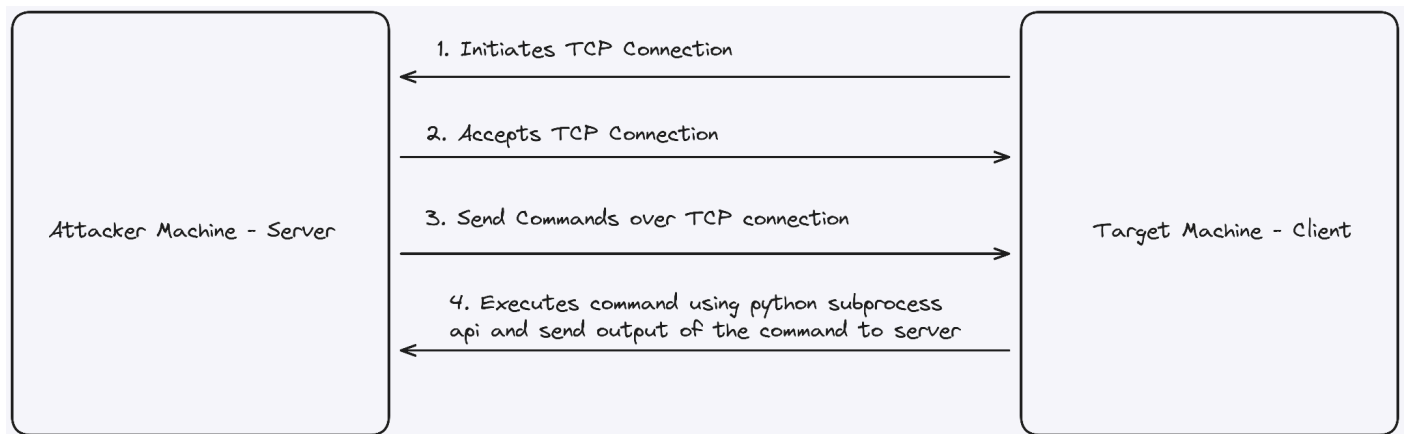 1. Initiates TCP Connection
2. Accepts TCP Connection
3. Send Commands over TCP connection
Attacker Machine - Server
Target Machine - Client
4. Executes command using python subprocess
api and send output of the command to server